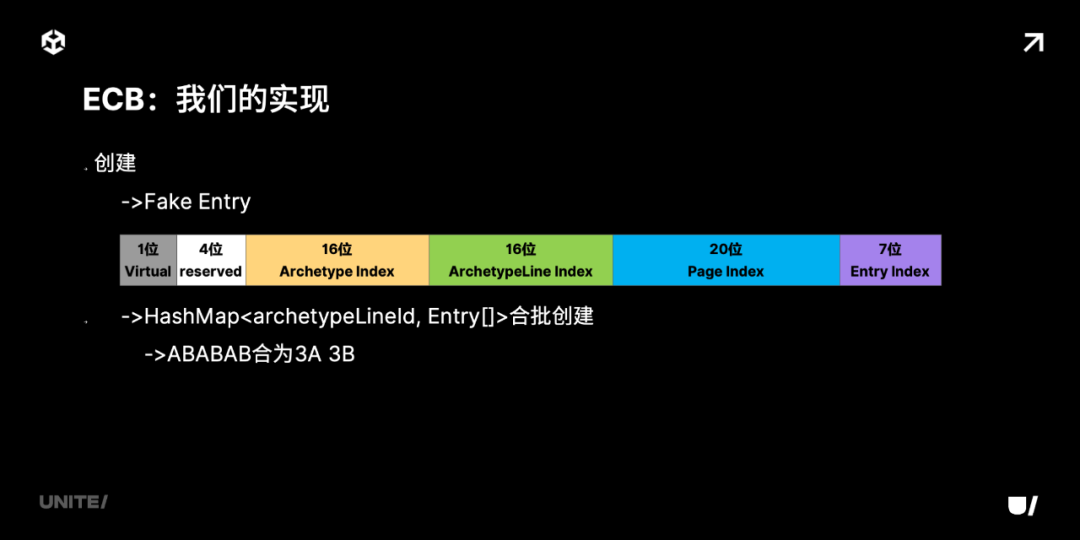 ECB：我们的实现
. 创建
->Fake Entry
1位 4位 16位 16位 20位 7位
Virtual reserved Archetype Index ArchetypeLine Index Page Index Entry Index
. ->HashMap<archetypeLineId, Entry[]>合批创建
->ABABAB合为3A 3B
UNITE/